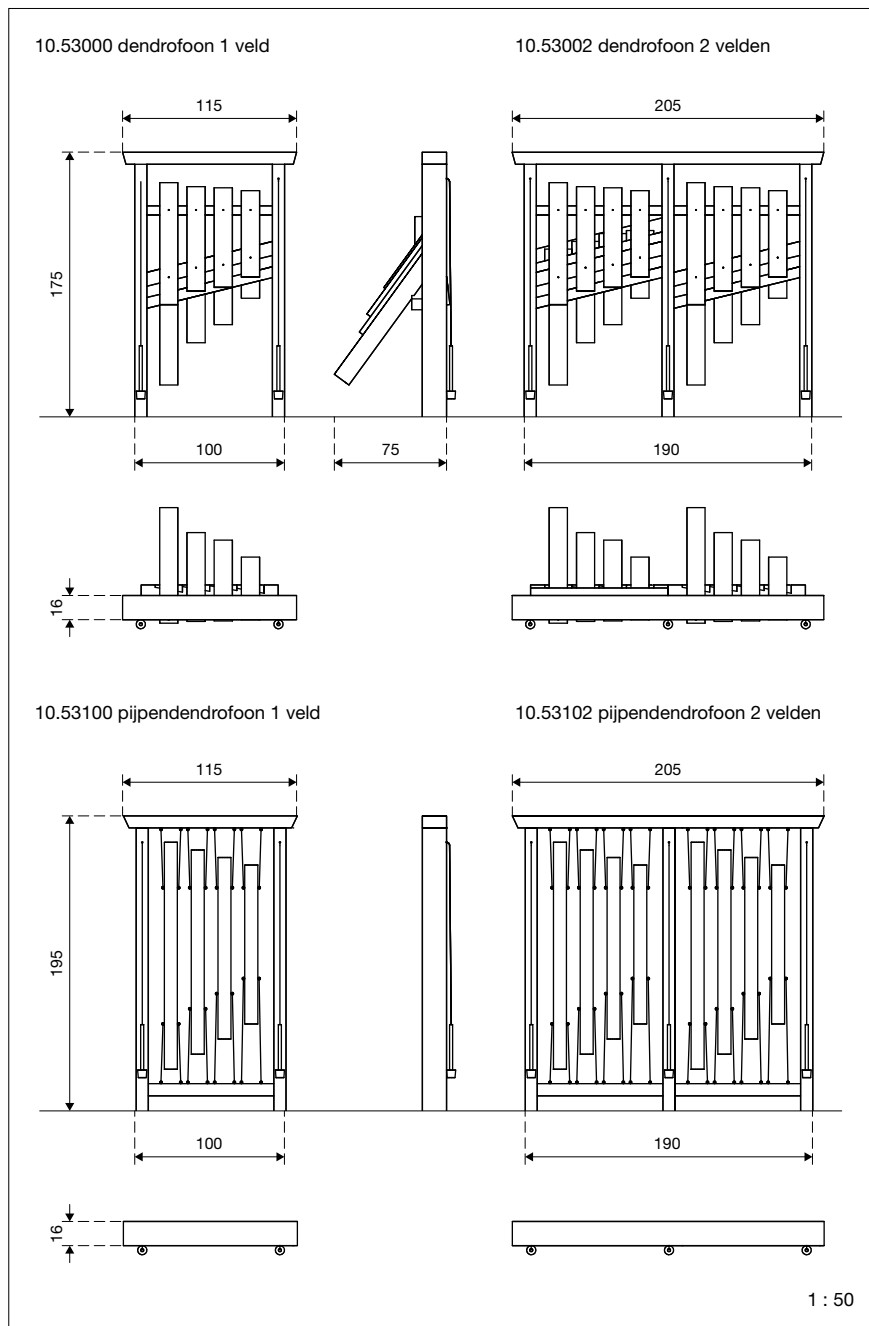 10.53000 dendrofoon 1 veld
10.53002 dendrofoon 2 velden
115
205
175
100
75
190
16
10.53100 pijpendendrofoon 1 veld
10.53102 pijpendendrofoon 2 velden
115
205
195
100
190
16
1 : 50